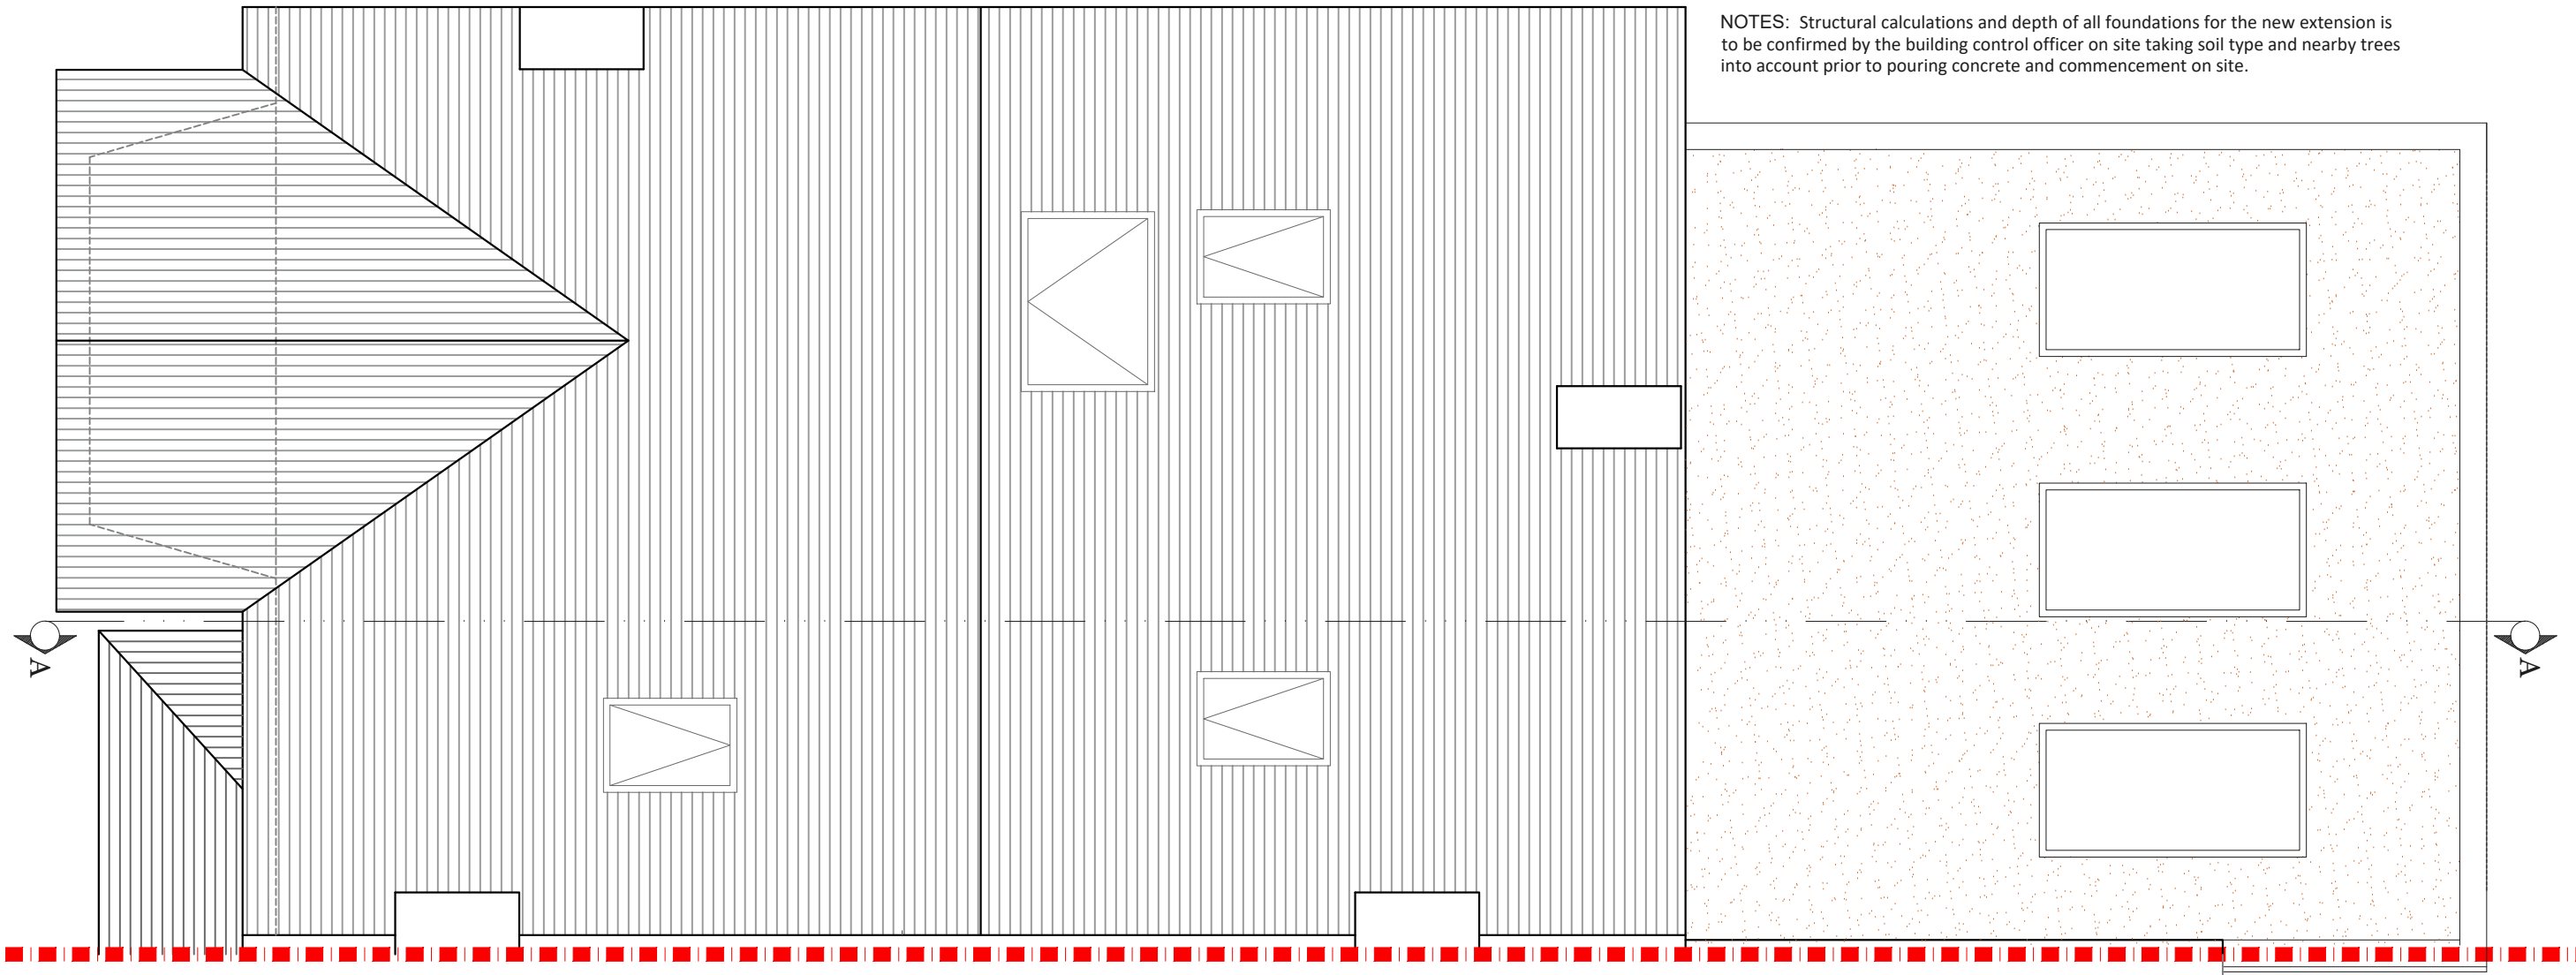 NOTES: Structural calculations and depth of all foundations for the new extension is
to be confirmed by the building control officer on site taking soil type and nearby trees
into account prior to pouring concrete and commencement on site.
A
A